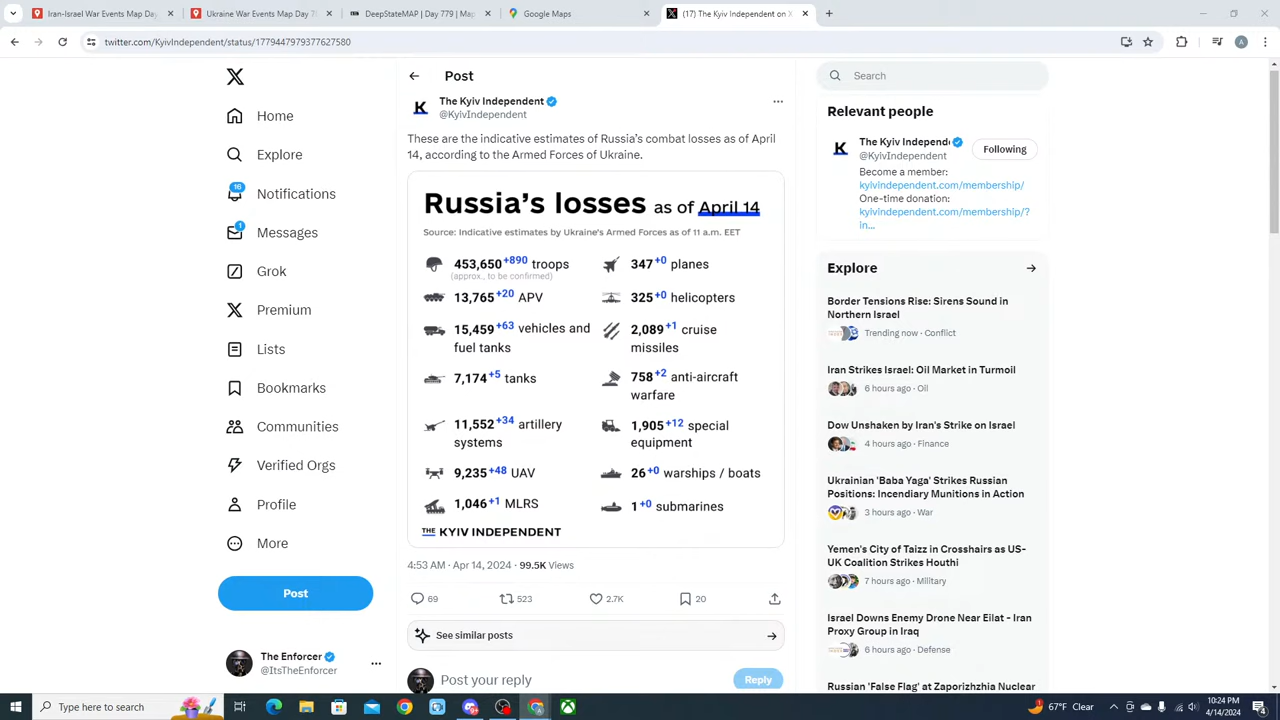 Iran-Israel War Events Map Day
Ukraine War Events Map Day 7
DeepStateMAP | Day 779 | Map
Google Maps
(17) The Kyiv Independent on X
twitter.com/KyivIndependent/status/1779447979377627580
A
Home
Explore
16
Notifications
1
Messages
Grok
Premium
Lists
Bookmarks
Communities
Verified Orgs
Profile
More
Post
The Enforcer
@ItsTheEnforcer
Post
The Kyiv Independent
@KyivIndependent
These are the indicative estimates of Russia's combat losses as of April
14, according to the Armed Forces of Ukraine.
Russia's losses as of April 14
Source: Indicative estimates by Ukraine's Armed Forces as of 11 a.m. EET
453,650 +890 troops
(approx., to be confirmed)
13,765 +20 APV
15,459 +63 vehicles and
fuel tanks
7,174 +5 tanks
11,552 +34 artillery
systems
9,235 +48 UAV
1,046 +1 MLRS
347 +0 planes
325 +0 helicopters
2,089 +1 cruise
missiles
758 +2 anti-aircraft
warfare
1,905 +12 special
equipment
26 +0 warships / boats
1 +0 submarines
THE KYIV INDEPENDENT
4:53 AM · Apr 14, 2024 · 99.5K Views
69
523
2.7K
20
See similar posts
Post your reply
Reply
Search
Relevant people
The Kyiv Independe
@KyivIndependent
Following
Become a member:
kyivindependent.com/membership/
One-time donation:
kyivindependent.com/membership/?
in...
Explore
Border Tensions Rise: Sirens Sound in
Northern Israel
Trending now · Conflict
Iran Strikes Israel: Oil Market in Turmoil
6 hours ago · Oil
Dow Unshaken by Iran's Strike on Israel
4 hours ago · Finance
Ukrainian 'Baba Yaga' Strikes Russian
Positions: Incendiary Munitions in Action
3 hours ago · War
Yemen's City of Taizz in Crosshairs as US-
UK Coalition Strikes Houthi
7 hours ago · Military
Israel Downs Enemy Drone Near Eilat - Iran
Proxy Group in Iraq
6 hours ago · Defense
Russian 'False Flag' at Zaporizhzhia Nuclear
Type here to search
67°F Clear
10:24 PM
4/14/2024